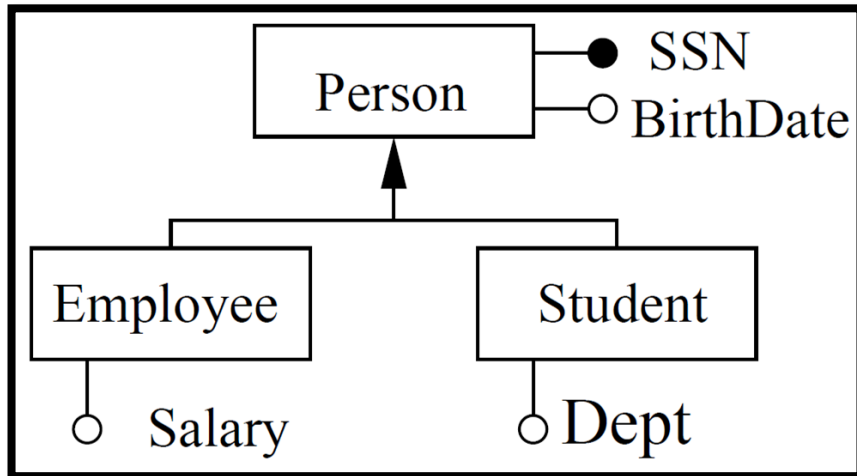 SSN
Person
BirthDate
Employee
Student
Salary
Dept